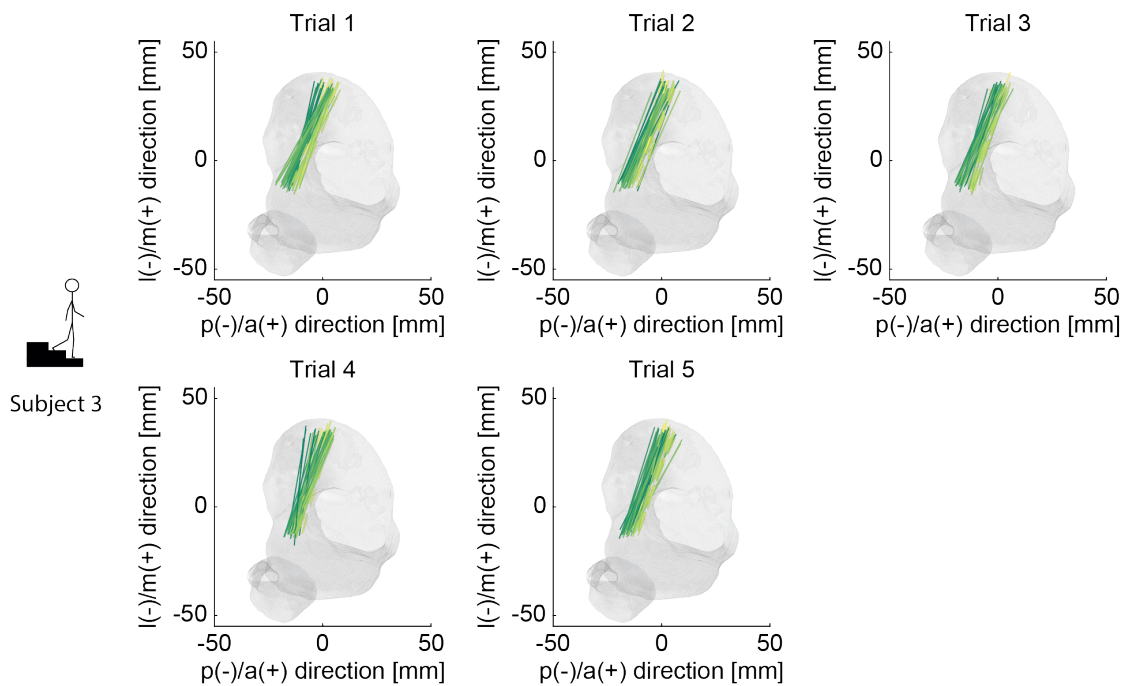 Trial 1
Trial 2
Trial 3
l(-)/m(+) direction [mm]
50
0
-50
-50
0
50
p(-)/a(+) direction [mm]
l(-)/m(+) direction [mm]
50
0
-50
-50
0
50
p(-)/a(+) direction [mm]
l(-)/m(+) direction [mm]
50
0
-50
-50
0
50
p(-)/a(+) direction [mm]
Subject 3
Trial 4
Trial 5
l(-)/m(+) direction [mm]
50
0
-50
-50
0
50
p(-)/a(+) direction [mm]
l(-)/m(+) direction [mm]
50
0
-50
-50
0
50
p(-)/a(+) direction [mm]